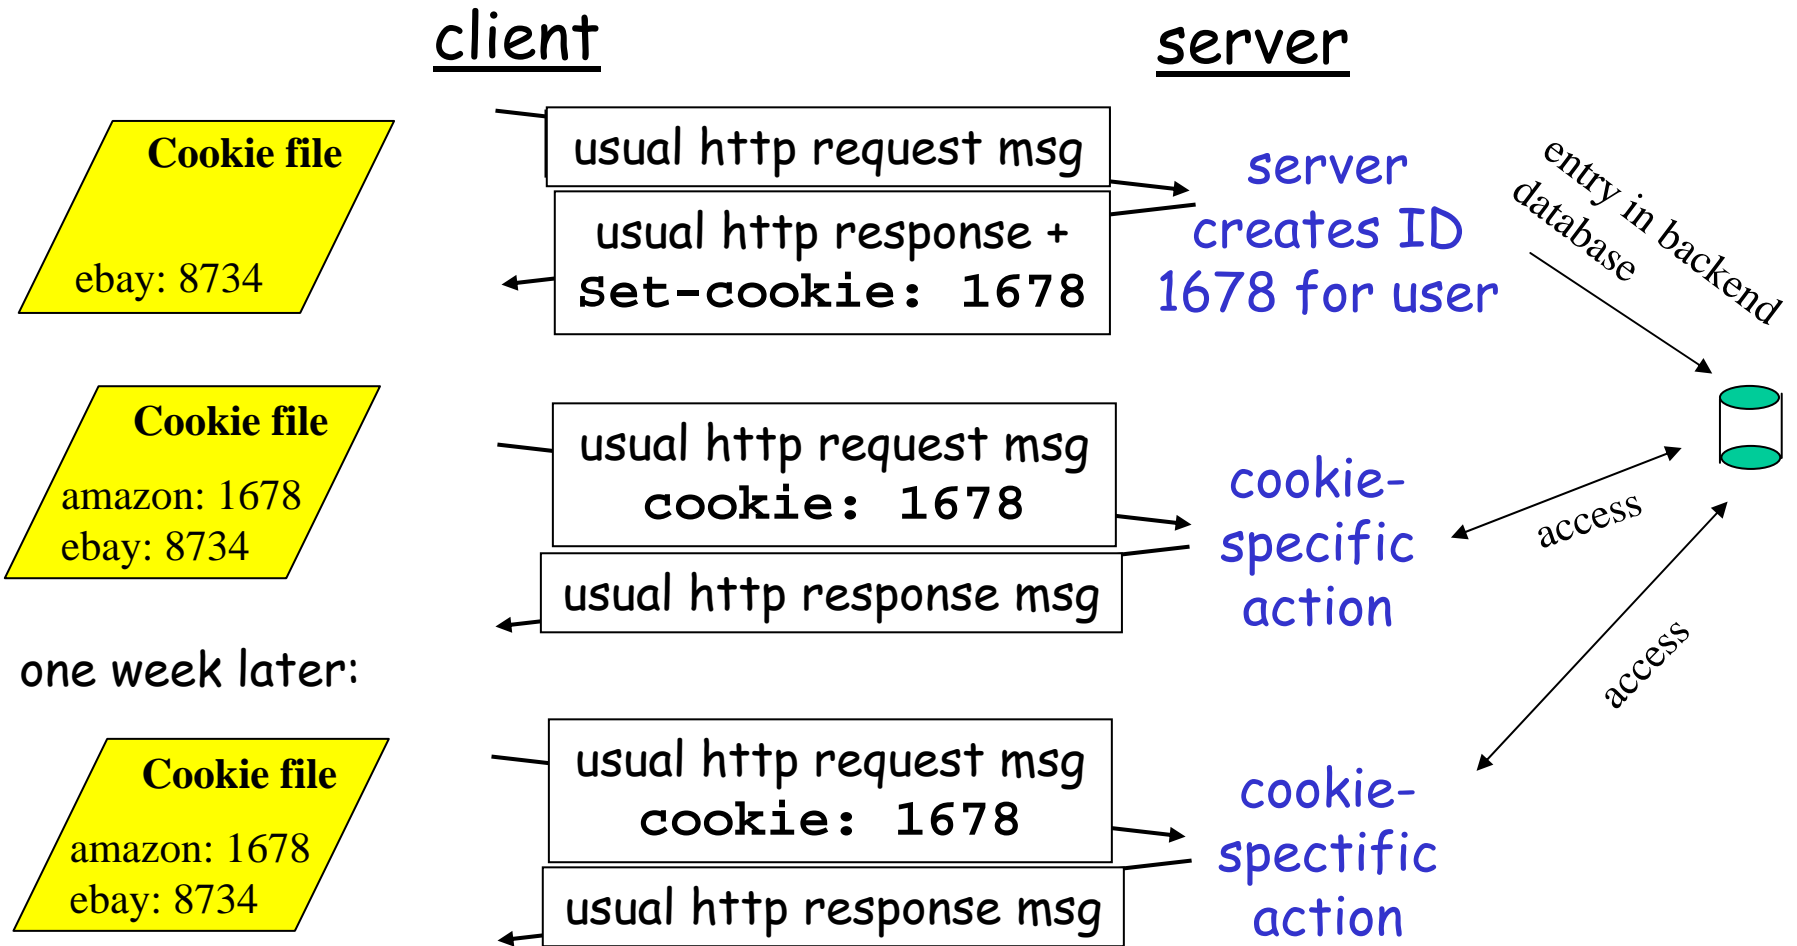 client
server
Cookie file
ebay: 8734
usual http request msg
usual http response +
Set-cookie: 1678
server
creates ID
1678 for user
entry in backend
database
Cookie file
amazon: 1678
ebay: 8734
usual http request msg
cookie: 1678
usual http response msg
cookie-
specific
action
access
access
one week later:
Cookie file
amazon: 1678
ebay: 8734
usual http request msg
cookie: 1678
usual http response msg
cookie-
spectific
action